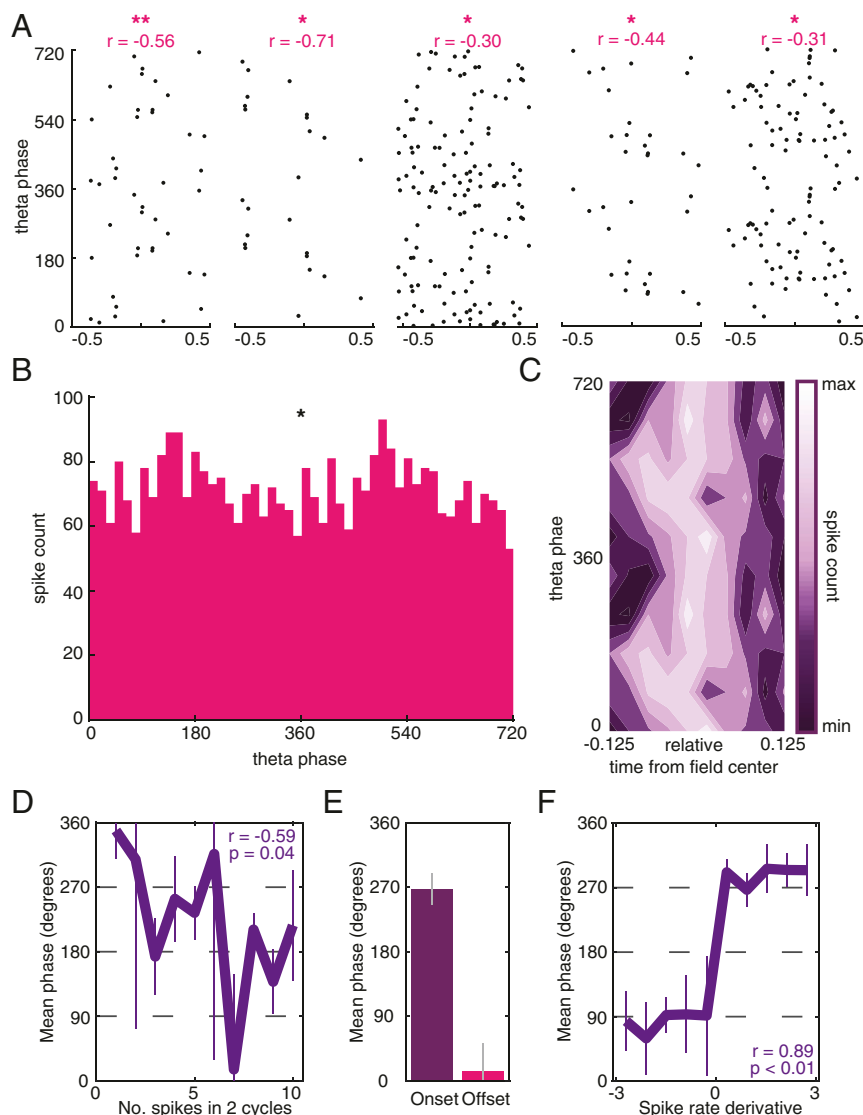 A
** * * * *
r = -0.56 r = -0.71 r = -0.30 r = -0.44 r = -0.31
720
540
360
180
0
theta phase
-0.5 0.5 -0.5 0.5 -0.5 0.5 -0.5 0.5 -0.5 0.5
B
100
80
60
40
20
0
spike count
*
0 180 360 540 720
theta phase
C
720
360
0
theta phae
-0.125 relative 0.125
time from field center
max
spike count
min
D
360
270
180
90
0
Mean phase (degrees)
r = -0.59
p = 0.04
0 5 10
No. spikes in 2 cycles
E
360
270
180
90
0
Mean phase (degrees)
Onset Offset
F
360
270
180
90
0
Mean phase (degrees)
r = 0.89
p < 0.01
-3 0 3
Spike rate derivative